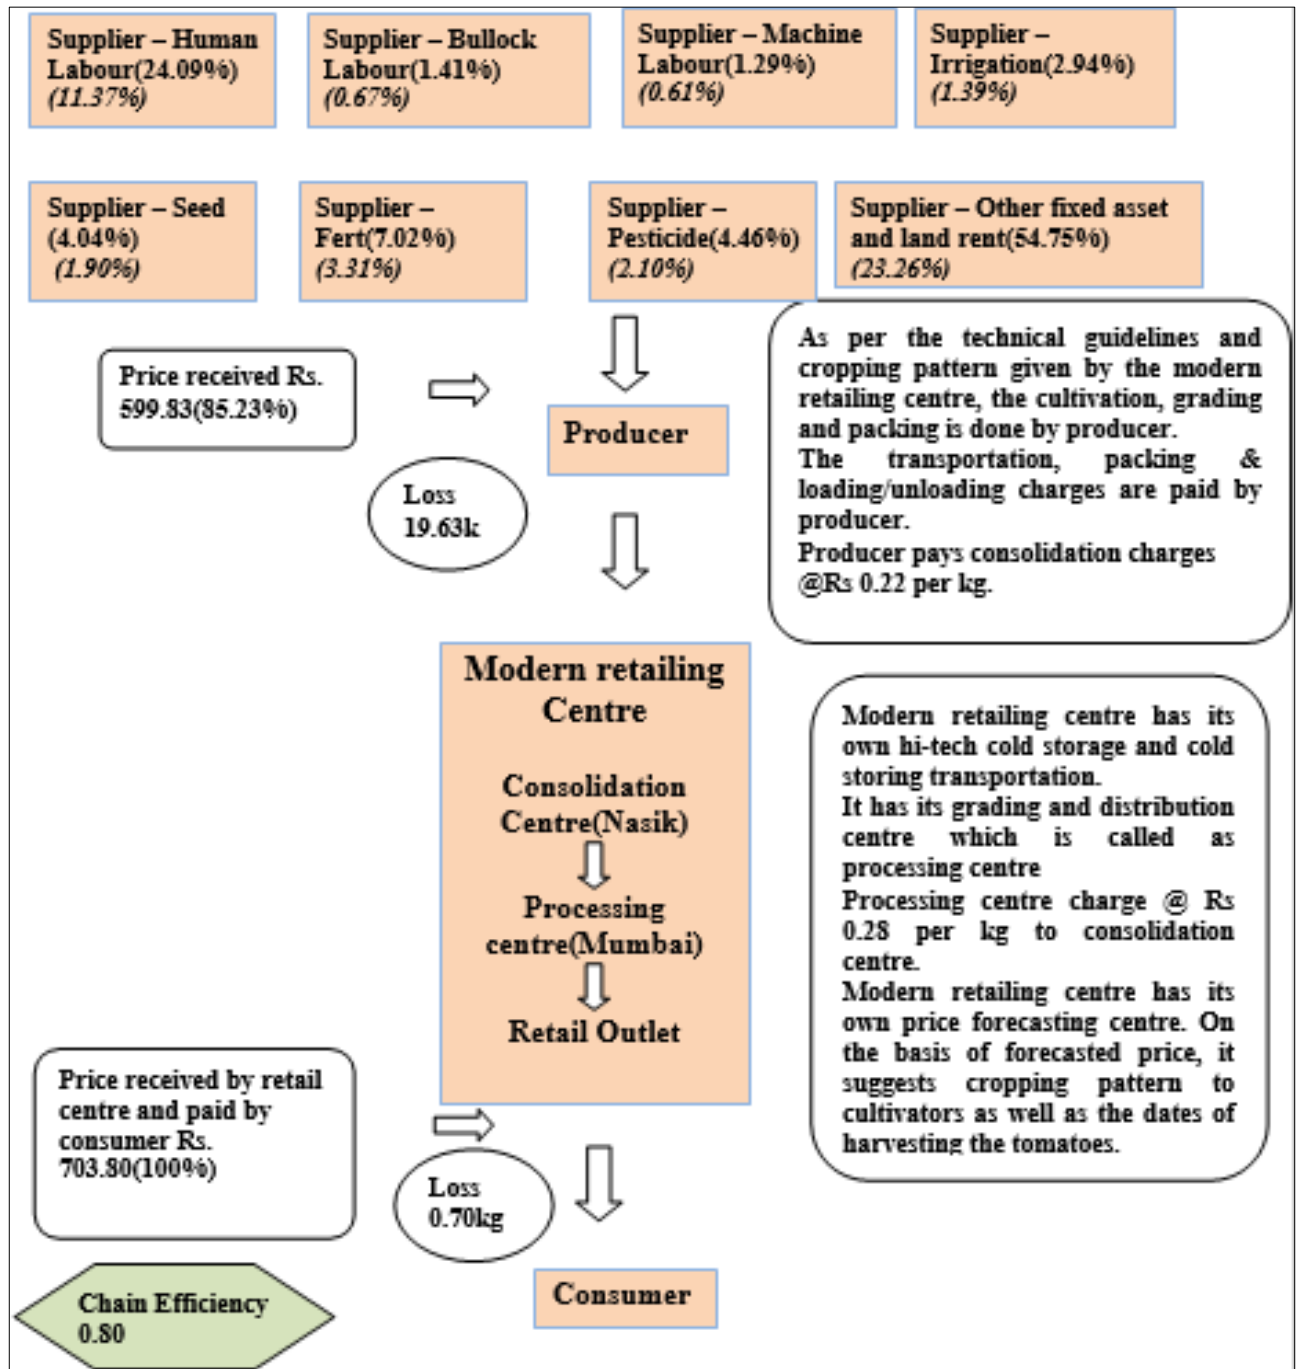 Supplier – Human
Labour(24.09%)
(11.37%)
Supplier – Bullock
Labour(1.41%)
(0.67%)
Supplier – Machine
Labour(1.29%)
(0.61%)
Supplier –
Irrigation(2.94%)
(1.39%)
Supplier – Seed
(4.04%)
(1.90%)
Supplier –
Fert(7.02%)
(3.31%)
Supplier –
Pesticide(4.46%)
(2.10%)
Supplier – Other fixed asset
and land rent(54.75%)
(23.26%)
Price received Rs.
599.83(85.23%)
Producer
Loss
19.63k
As per the technical guidelines and
cropping pattern given by the modern
retailing centre, the cultivation, grading
and packing is done by producer.
The transportation, packing &
loading/unloading charges are paid by
producer.
Producer pays consolidation charges
@Rs 0.22 per kg.
Modern retailing
Centre
Consolidation
Centre(Nasik)
Processing
centre(Mumbai)
Retail Outlet
Modern retailing centre has its
own hi-tech cold storage and cold
storing transportation.
It has its grading and distribution
centre which is called as
processing centre
Processing centre charge @ Rs
0.28 per kg to consolidation
centre.
Modern retailing centre has its
own price forecasting centre. On
the basis of forecasted price, it
suggests cropping pattern to
cultivators as well as the dates of
harvesting the tomatoes.
Price received by retail
centre and paid by
consumer Rs.
703.80(100%)
Loss
0.70kg
Consumer
Chain Efficiency
0.80